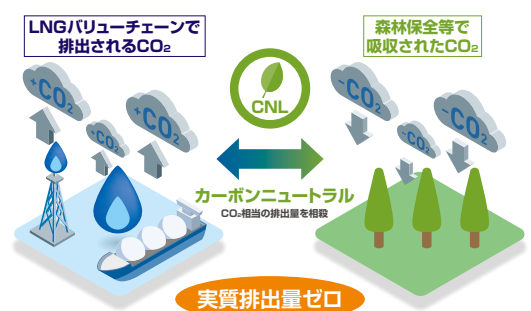 LNGバリューチェーンで
排出されるCO₂
森林保全等で
吸収されたCO₂
+CO₂
+CO₂
+CO₂
CNL
-CO₂
-CO₂
-CO₂
カーボンニュートラル
CO₂相当の排出量を相殺
実質排出量ゼロ